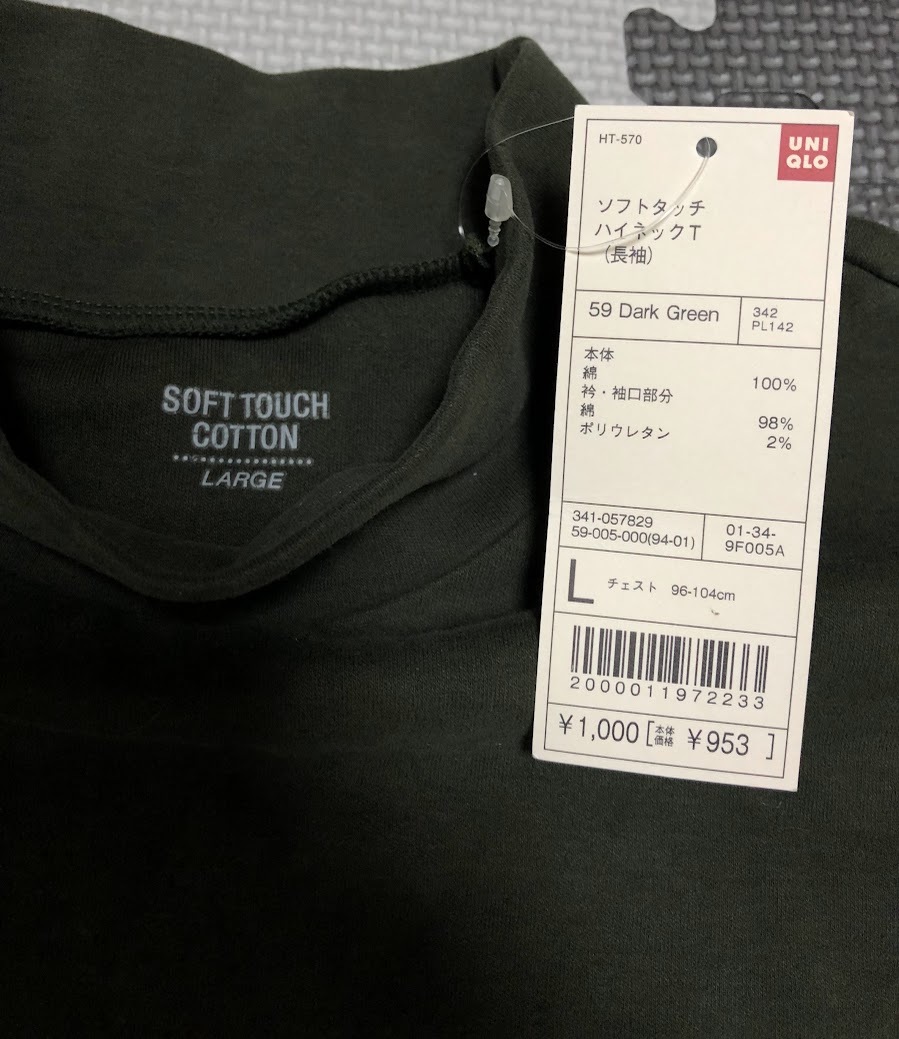 SOFT TOUCH
COTTON
LARGE
HT-570
UNI
QLO
ソフトタッチ
ハイネックT
(長袖)
59 Dark Green
342
PL142
本体
綿 100%
衿・袖口部分
綿 98%
ポリウレタン 2%
341-057829
59-005-000(94-01)
01-34-
9F005A
L チェスト 96-104cm
2000011972233
¥1,000[本体価格 ¥953 ]